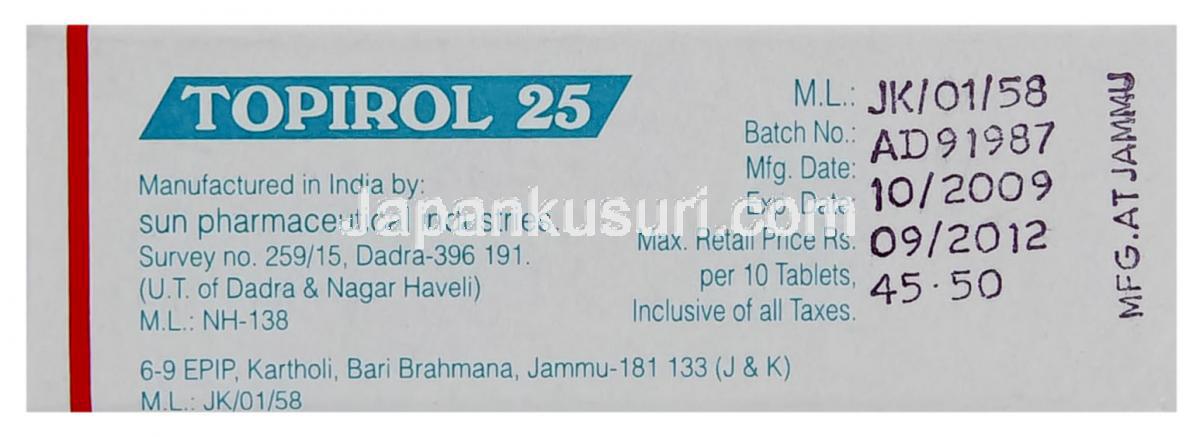 TOPIROL 25
Manufactured in India by:
sun pharmaceutical industries.
Survey no. 259/15, Dadra-396 191.
(U.T. of Dadra & Nagar Haveli)
M.L.: NH-138
6-9 EPIP, Kartholi, Bari Brahmana, Jammu-181 133 (J & K)
M.L.: JK/01/58
M.L.: JK/01/58
Batch No.: AD91987
Mfg. Date: 10/2009
Exp. Date: 09/2012
Max. Retail Price Rs. 45.50
per 10 Tablets,
Inclusive of all Taxes.
MFG.AT JAMMU
Japankusuri.com